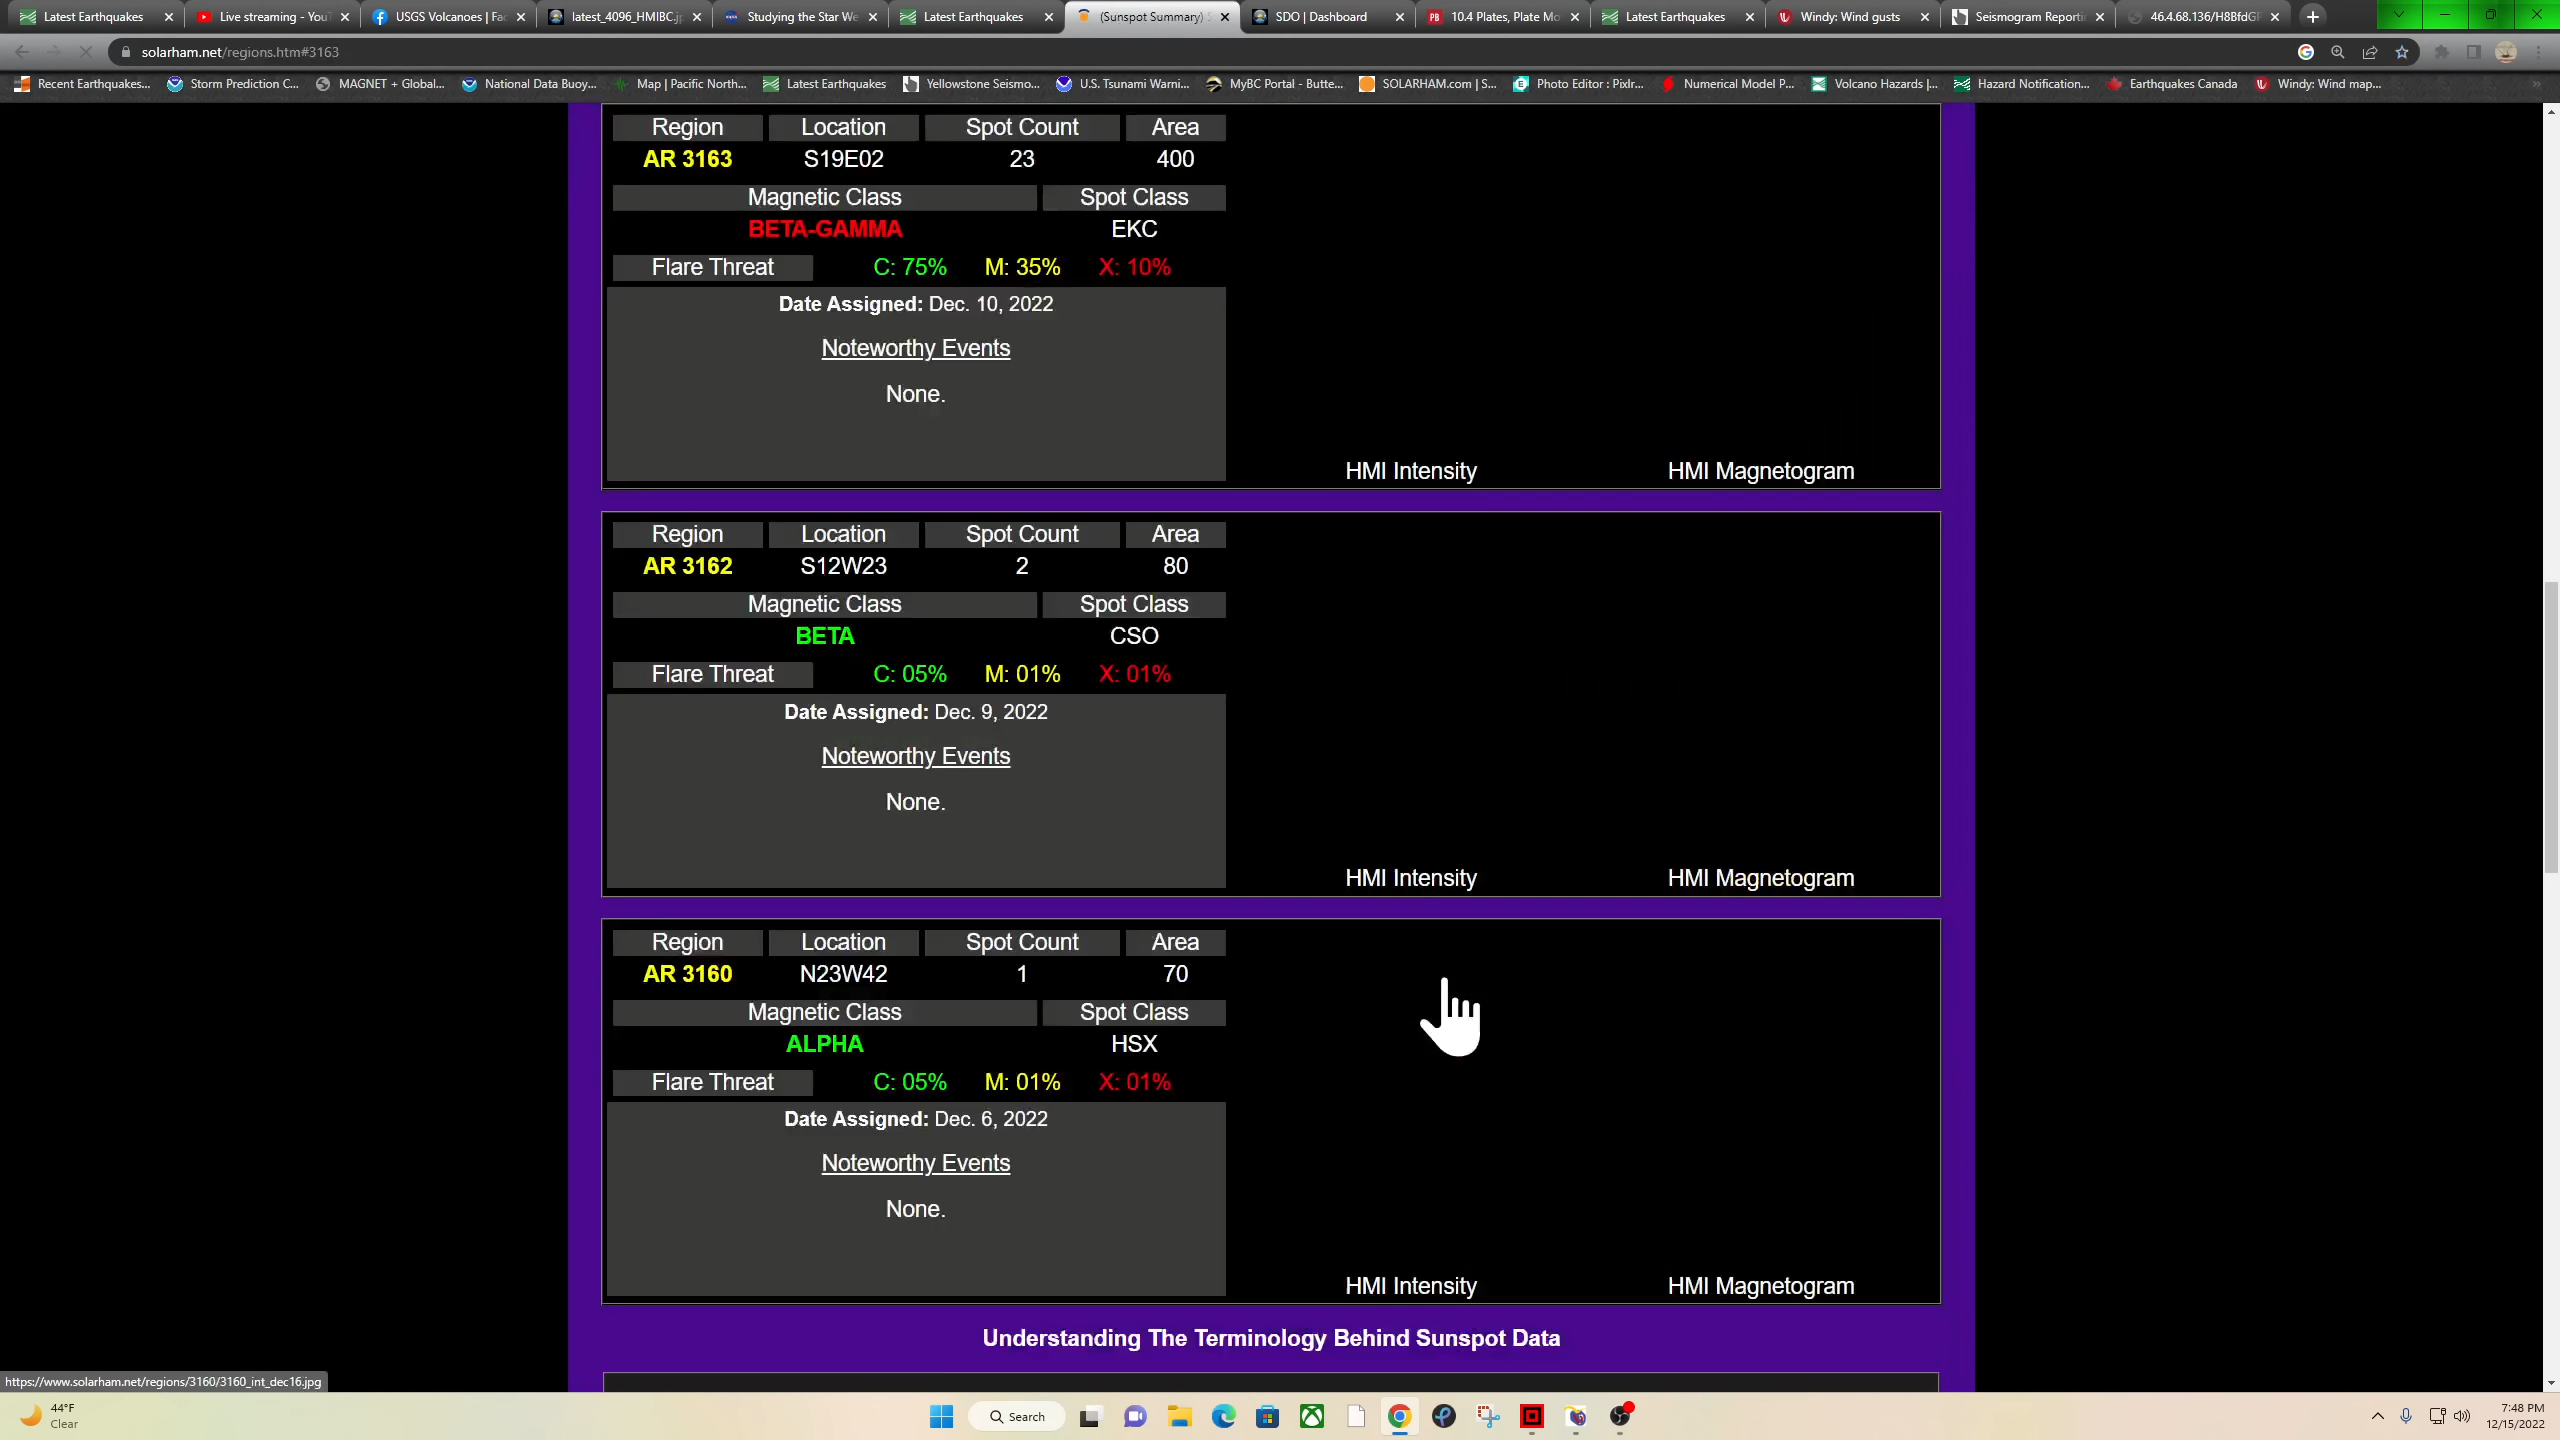 Latest Earthquakes
Live streaming - YouT
USGS Volcanoes | Fac
latest_4096_HMIBC.jp
Studying the Star We
Latest Earthquakes
(Sunspot Summary) S
SDO | Dashboard
10.4 Plates, Plate Mo
Latest Earthquakes
Windy: Wind gusts
Seismogram Reportin
46.4.68.136/H8BfdGF
solarham.net/regions.htm#3163
Recent Earthquakes...
Storm Prediction C...
MAGNET + Global...
National Data Buoy...
Map | Pacific North...
Latest Earthquakes
Yellowstone Seismo...
U.S. Tsunami Warni...
MyBC Portal - Butte...
SOLARHAM.com | S...
Photo Editor : Pixlr...
Numerical Model P...
Volcano Hazards |...
Hazard Notification...
Earthquakes Canada
Windy: Wind map...
Region Location Spot Count Area
AR 3163 S19E02 23 400
Magnetic Class Spot Class
BETA-GAMMA EKC
Flare Threat C: 75% M: 35% X: 10%
Date Assigned: Dec. 10, 2022
Noteworthy Events
None.
HMI Intensity HMI Magnetogram
Region Location Spot Count Area
AR 3162 S12W23 2 80
Magnetic Class Spot Class
BETA CSO
Flare Threat C: 05% M: 01% X: 01%
Date Assigned: Dec. 9, 2022
Noteworthy Events
None.
HMI Intensity HMI Magnetogram
Region Location Spot Count Area
AR 3160 N23W42 1 70
Magnetic Class Spot Class
ALPHA HSX
Flare Threat C: 05% M: 01% X: 01%
Date Assigned: Dec. 6, 2022
Noteworthy Events
None.
HMI Intensity HMI Magnetogram
Understanding The Terminology Behind Sunspot Data
https://www.solarham.net/regions/3160/3160_int_dec16.jpg
44°F
Clear
Search
7:48 PM
12/15/2022